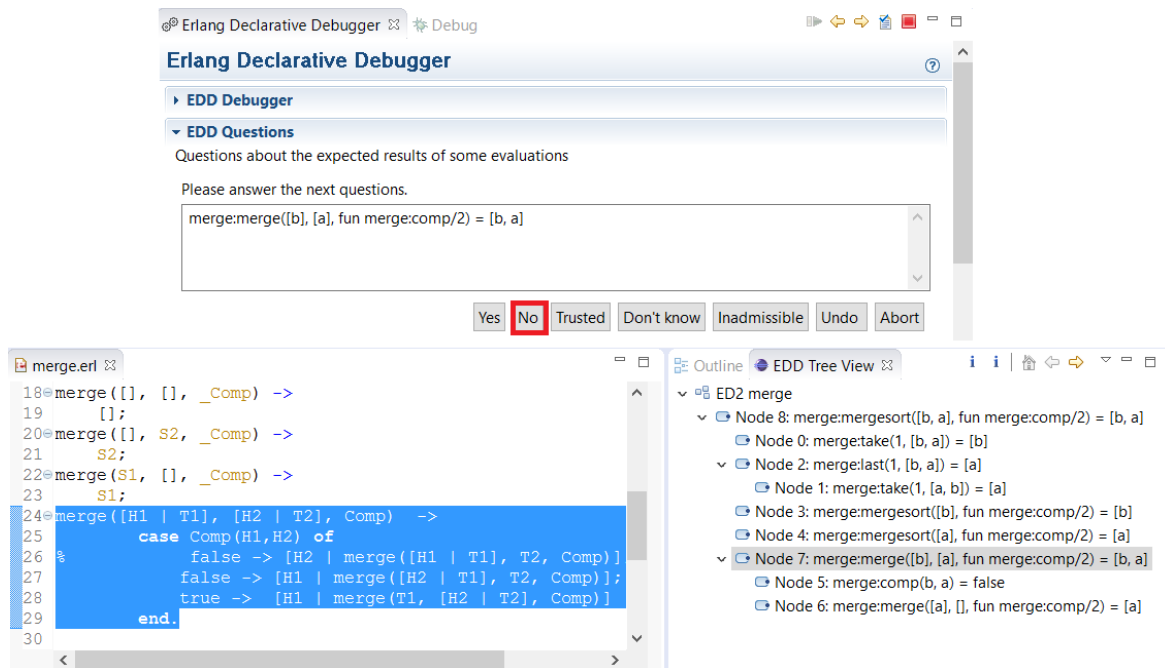 Erlang Declarative Debugger Debug
Erlang Declarative Debugger
EDD Debugger
EDD Questions
Questions about the expected results of some evaluations
Please answer the next questions.
merge:merge([b], [a], fun merge:comp/2) = [b, a]
Yes No Trusted Don't know Inadmissible Undo Abort
merge.erl
18 merge([], [], _Comp) ->
19 [];
20 merge([], S2, _Comp) ->
21 S2;
22 merge(S1, [], _Comp) ->
23 S1;
24 merge([H1 | T1], [H2 | T2], Comp) ->
25 case Comp(H1,H2) of
26 % false -> [H2 | merge([H1 | T1], T2, Comp)]
27 false -> [H1 | merge([H2 | T1], T2, Comp)];
28 true -> [H1 | merge(T1, [H2 | T2], Comp)]
29 end.
30
Outline EDD Tree View
ED2 merge
Node 8: merge:mergesort([b, a], fun merge:comp/2) = [b, a]
Node 0: merge:take(1, [b, a]) = [b]
Node 2: merge:last(1, [b, a]) = [a]
Node 1: merge:take(1, [a, b]) = [a]
Node 3: merge:mergesort([b], fun merge:comp/2) = [b]
Node 4: merge:mergesort([a], fun merge:comp/2) = [a]
Node 7: merge:merge([b], [a], fun merge:comp/2) = [b, a]
Node 5: merge:comp(b, a) = false
Node 6: merge:merge([a], [], fun merge:comp/2) = [a]